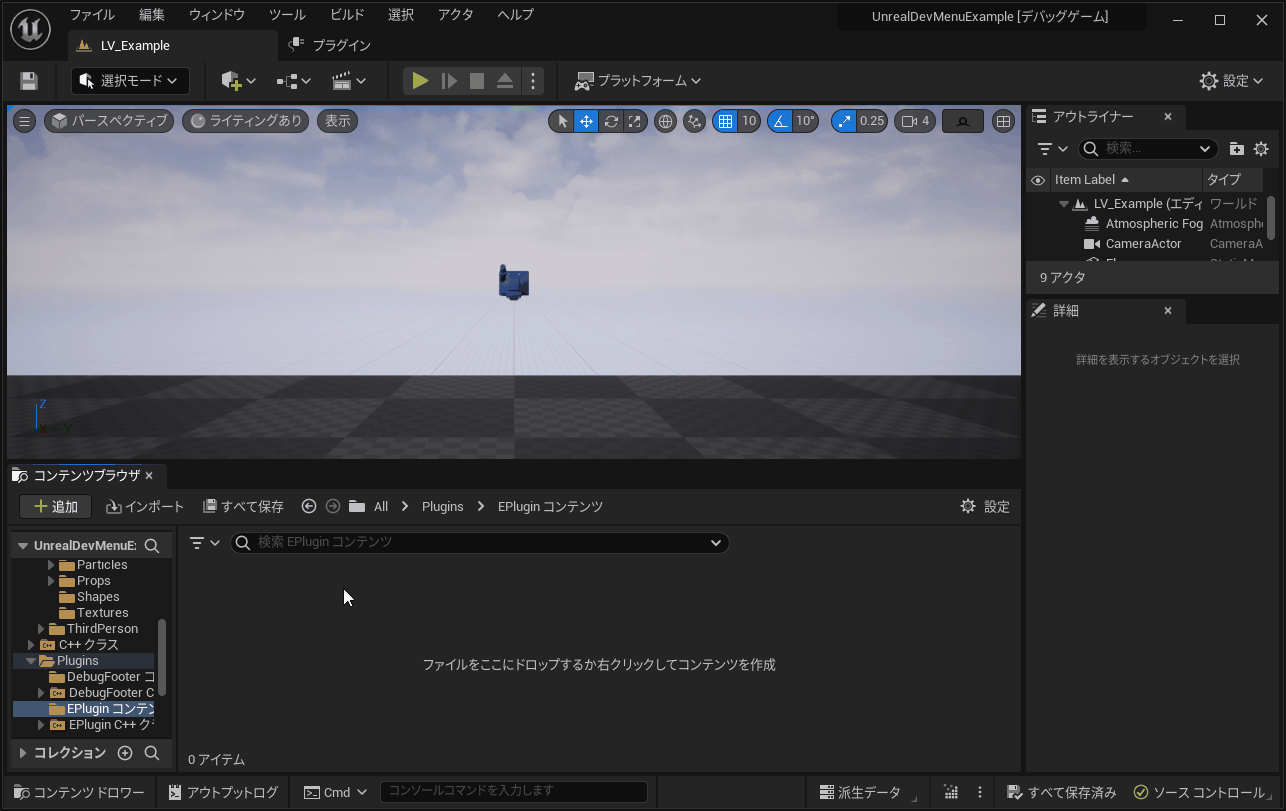 ファイル 編集 ウィンドウ ツール ビルド 選択 アクタ ヘルプ
UnrealDevMenuExample [デバッグゲーム]
LV_Example プラグイン
選択モード プラットフォーム 設定
パースペクティブ ライティングあり 表示 10 10° 0.25 4
アウトライナー
検索...
Item Label タイプ
LV_Example (エディ ワールド
Atmospheric Fog Atmosph
CameraActor CameraA
9 アクタ
詳細
詳細を表示するオブジェクトを選択
Z
コンテンツブラウザ
追加 インポート すべて保存 All Plugins EPlugin コンテンツ 設定
UnrealDevMenuE:
検索 EPlugin コンテンツ
Particles
Props
Shapes
Textures
ThirdPerson
C++ クラス
Plugins
DebugFooter コ
DebugFooter C
EPlugin コンテン
EPlugin C++ ク
コレクション
ファイルをここにドロップするか右クリックしてコンテンツを作成
0 アイテム
コンテンツ ドロワー アウトプットログ Cmd コンソールコマンドを入力します 派生データ すべて保存済み ソース コントロール